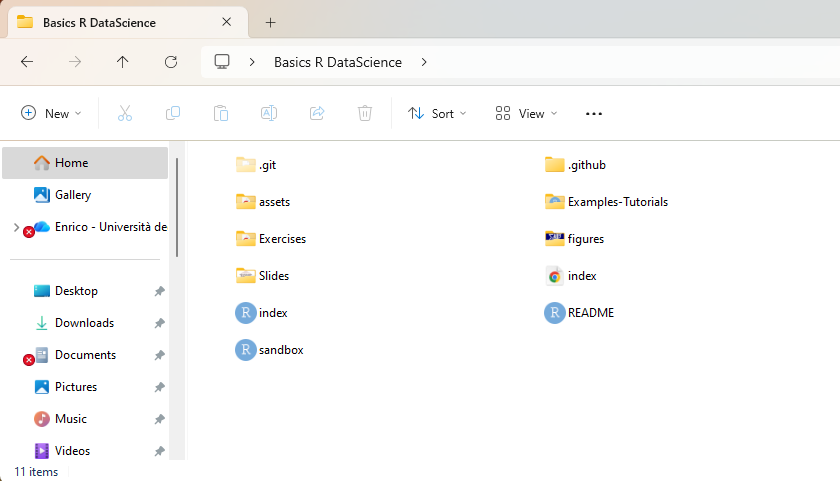 Basics R DataScience
Basics R DataScience
New
Sort
View
Home
Gallery
Enrico - Università de
Desktop
Downloads
Documents
Pictures
Music
Videos
.git
.github
assets
Examples-Tutorials
Exercises
figures
Slides
index
R index
R README
R sandbox
11 items